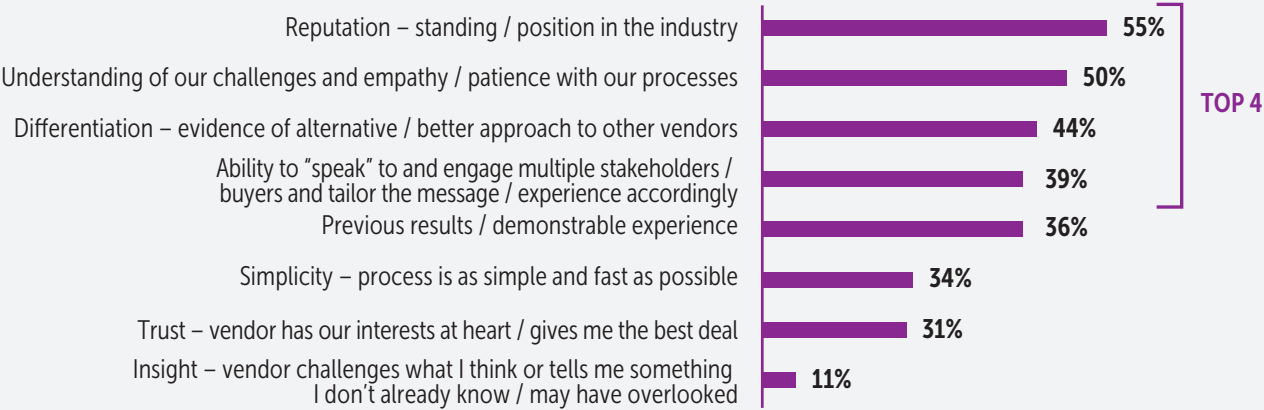 Reputation – standing / position in the industry 55%
Understanding of our challenges and empathy / patience with our processes 50%
TOP 4
Differentiation – evidence of alternative / better approach to other vendors 44%
Ability to “speak” to and engage multiple stakeholders /
buyers and tailor the message / experience accordingly 39%
Previous results / demonstrable experience 36%
Simplicity – process is as simple and fast as possible 34%
Trust – vendor has our interests at heart / gives me the best deal 31%
Insight – vendor challenges what I think or tells me something
I don’t already know / may have overlooked 11%